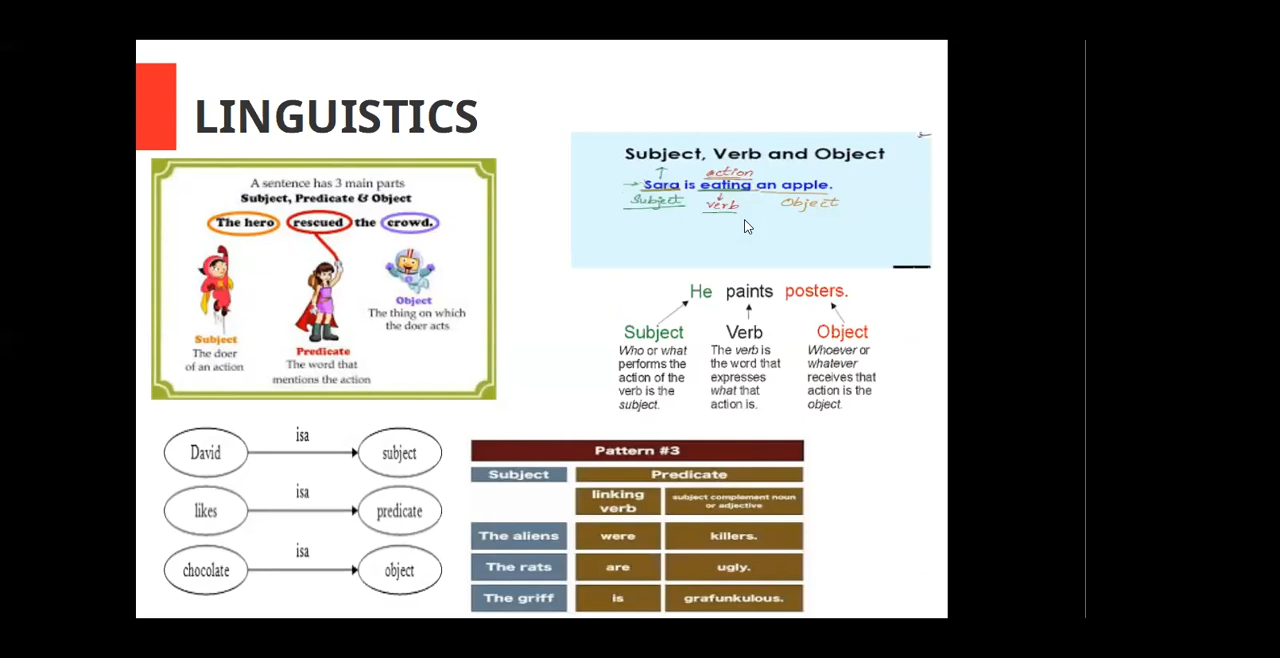 LINGUISTICS
A sentence has 3 main parts
Subject, Predicate & Object
The hero rescued the crowd.
Subject
The doer
of an action
Predicate
The word that
mentions the action
Object
The thing on which
the doer acts
Subject, Verb and Object
action
Sara is eating an apple.
Subject verb Object
He paints posters.
Subject
Who or what
performs the
action of the
verb is the
subject.
Verb
The verb is
the word that
expresses
what that
action is.
Object
Whoever or
whatever
receives that
action is the
object.
David isa subject
likes isa predicate
chocolate isa object
Pattern #3
Subject Predicate
linking
verb
subject complement noun
or adjective
The aliens were killers.
The rats are ugly.
The griff is grafunkulous.